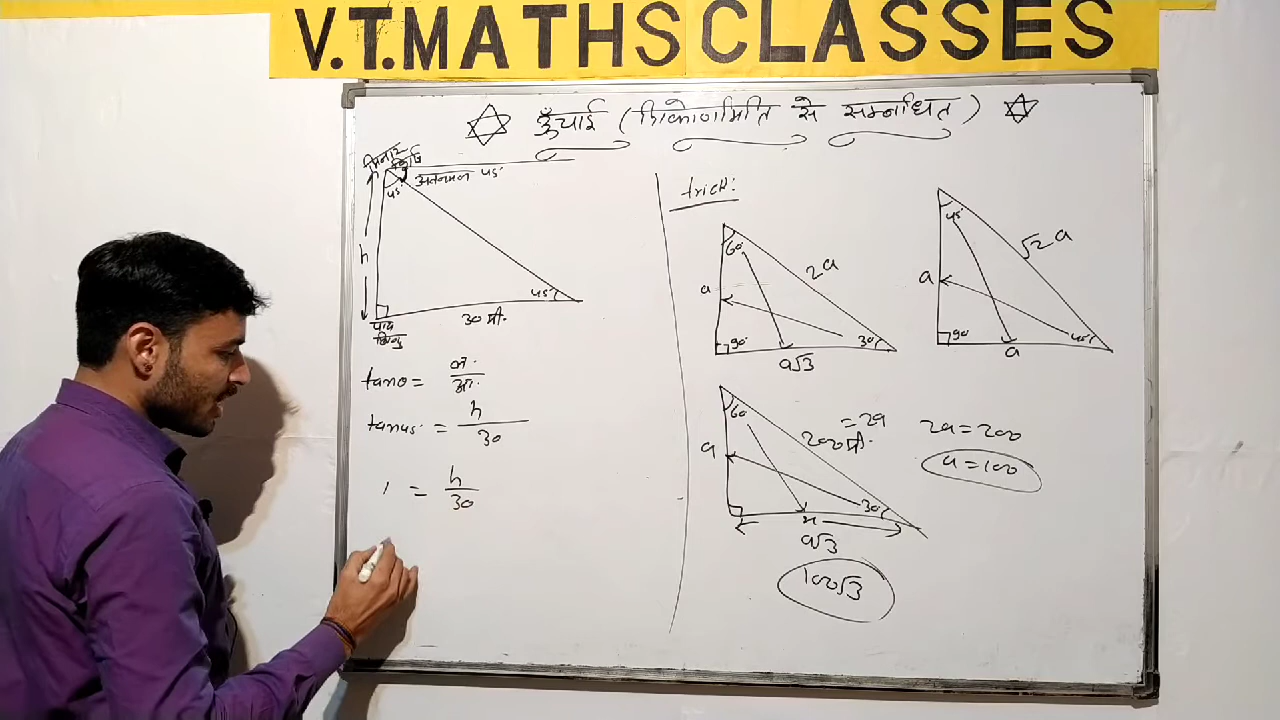 V.T.MATHS CLASSES
ऊँचाई (त्रिकोणमिति से सम्बन्धित)
मिनार
अवनमन 45°
45°
h
45°
30 मी.
पाद बिन्दु
tanθ = ल. / आ.
tan45° = h / 30
1 = h / 30
trick:
60°
2a
a
90°
30°
a√3
45°
√2 a
a
90°
45°
a
60°
= 2a
200 मी.
a
30°
x
a√3
100√3
2a = 200
a = 100